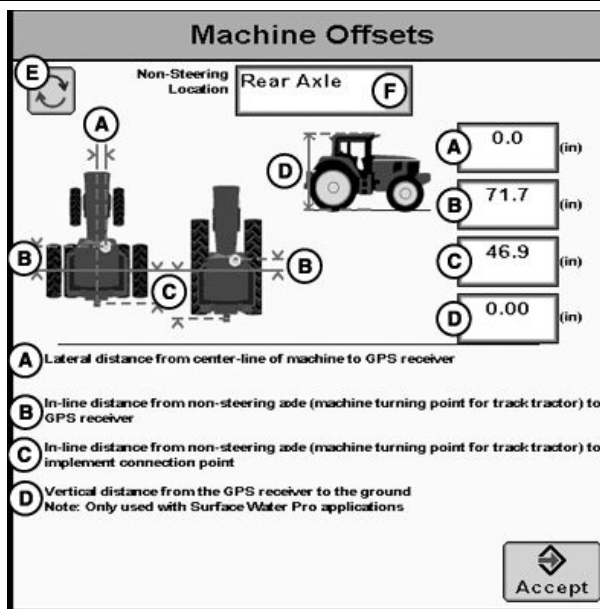 Machine Offsets
E
Non-Steering
Location
Rear Axle
F
A
D
A
0.0
(in)
B
71.7
(in)
B
B
C
C
46.9
(in)
D
0.00
(in)
A Lateral distance from center-line of machine to GPS receiver
B In-line distance from non-steering axle (machine turning point for track tractor) to
GPS receiver
C In-line distance from non-steering axle (machine turning point for track tractor) to
implement connection point
D Vertical distance from the GPS receiver to the ground
Note: Only used with Surface Water Pro applications
Accept